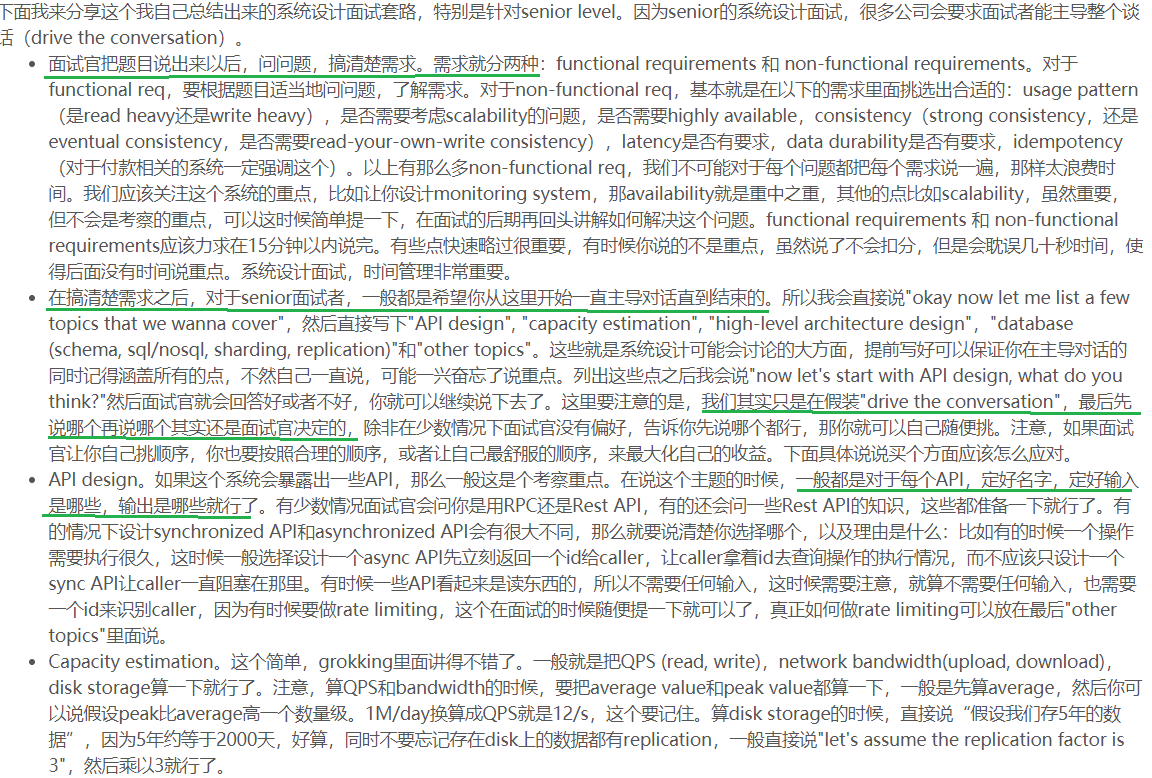 下面我来分享这个我自己总结出来的系统设计面试套路，特别是针对senior level。因为senior的系统设计面试，很多公司会要求面试者能主导整个谈
话（drive the conversation）。
• 面试官把题目说出来以后，问问题，搞清楚需求。需求就分两种：functional requirements 和 non-functional requirements。对于
functional req，要根据题目适当地问问题，了解需求。对于non-functional req，基本就是在以下的需求里面挑选出合适的：usage pattern
（是read heavy还是write heavy），是否需要考虑scalability的问题，是否需要highly available，consistency（strong consistency，还是
eventual consistency，是否需要read-your-own-write consistency），latency是否有要求，data durability是否有要求，idempotency
（对于付款相关的系统一定强调这个）。以上有那么多non-functional req，我们不可能对于每个问题都把每个需求说一遍，那样太浪费时
间。我们应该关注这个系统的重点，比如让你设计monitoring system，那availability就是重中之重，其他的点比如scalability，虽然重要，
但不会是考察的重点，可以这时候简单提一下，在面试的后期再回头讲解如何解决这个问题。functional requirements 和 non-functional
requirements应该力求在15分钟以内说完。有些点快速略过很重要，有时候你说的不是重点，虽然说了不会扣分，但是会耽误几十秒时间，使
得后面没有时间说重点。系统设计面试，时间管理非常重要。
• 在搞清楚需求之后，对于senior面试者，一般都是希望你从这里开始一直主导对话直到结束的。所以我会直接说"okay now let me list a few
topics that we wanna cover"，然后直接写下"API design", "capacity estimation", "high-level architecture design"，"database
(schema, sql/nosql, sharding, replication)"和"other topics"。这些就是系统设计可能会讨论的大方面，提前写好可以保证你在主导对话的
同时记得涵盖所有的点，不然自己一直说，可能一兴奋忘了说重点。列出这些点之后我会说"now let's start with API design, what do you
think?"然后面试官就会回答好或者不好，你就可以继续说下去了。这里要注意的是，我们其实只是在假装"drive the conversation"，最后先
说哪个再说哪个其实还是面试官决定的，除非在少数情况下面试官没有偏好，告诉你先说哪个都行，那你就可以自己随便挑。注意，如果面试
官让你自己挑顺序，你也要按照合理的顺序，或者让自己最舒服的顺序，来最大化自己的收益。下面具体说说买个方面应该怎么应对。
• API design。如果这个系统会暴露出一些API，那么一般这是个考察重点。在说这个主题的时候，一般都是对于每个API，定好名字，定好输入
是哪些，输出是哪些就行了。有少数情况面试官会问你是用RPC还是Rest API，有的还会问一些Rest API的知识，这些都准备一下就行了。有
的情况下设计synchronized API和asynchronized API会有很大不同，那么就要说清楚你选择哪个，以及理由是什么：比如有的时候一个操作
需要执行很久，这时候一般选择设计一个async API先立刻返回一个id给caller，让caller拿着id去查询操作的执行情况，而不应该只设计一个
sync API让caller一直阻塞在那里。有时候一些API看起来是读东西的，所以不需要任何输入，这时候需要注意，就算不需要任何输入，也需要
一个id来识别caller，因为有时候要做rate limiting，这个在面试的时候随便提一下就可以了，真正如何做rate limiting可以放在最后"other
topics"里面说。
• Capacity estimation。这个简单，grokking里面讲得不错了。一般就是把QPS (read, write)，network bandwidth(upload, download)，
disk storage算一下就行了。注意，算QPS和bandwidth的时候，要把average value和peak value都算一下，一般是先算average，然后你可
以说假设peak比average高一个数量级。1M/day换算成QPS就是12/s，这个要记住。算disk storage的时候，直接说“假设我们存5年的数
据”，因为5年约等于2000天，好算，同时不要忘记存在disk上的数据都有replication，一般直接说"let's assume the replication factor is
3"，然后乘以3就行了。